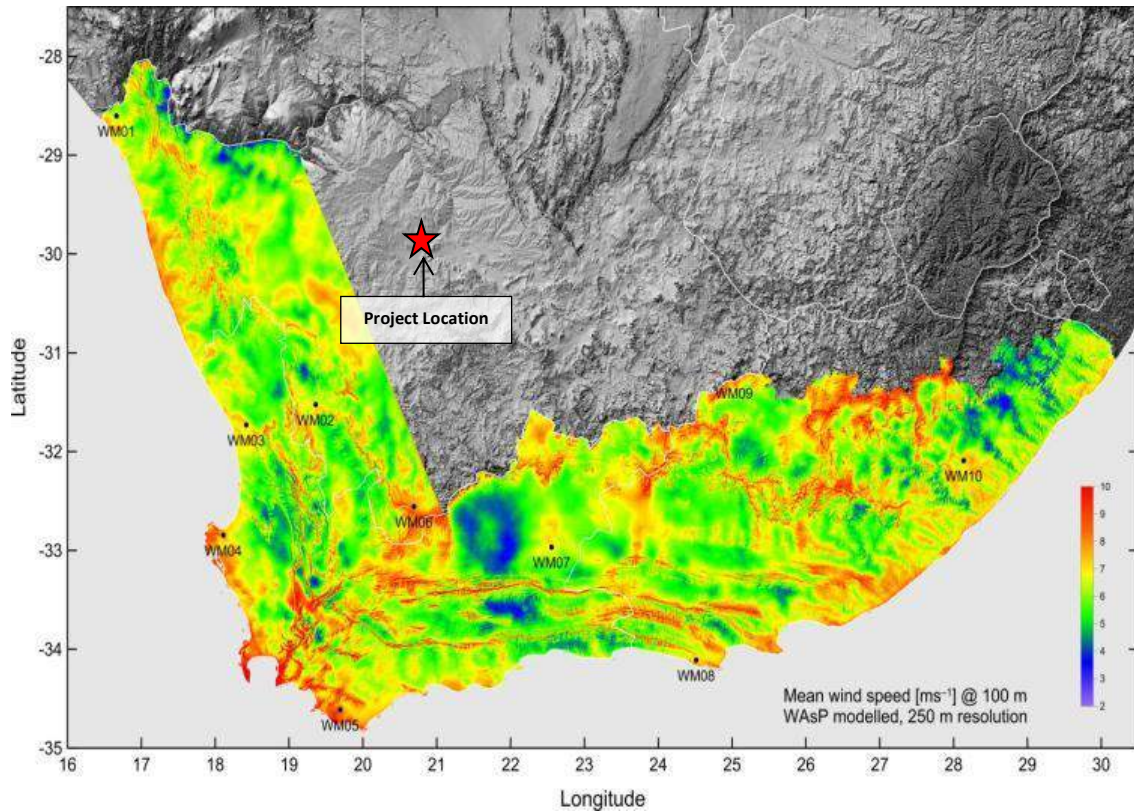 -28
WM01
-29
-30
Project Location
-31
Latitude
WM09
WM02
WM03
-32
WM10
10
WM06
9
WM04
WM07
8
-33
7
6
5
-34
4
WM08
3
Mean wind speed [ms⁻¹] @ 100 m
2
WM05
WAsP modelled, 250 m resolution
-35
16 17 18 19 20 21 22 23 24 25 26 27 28 29 30
Longitude